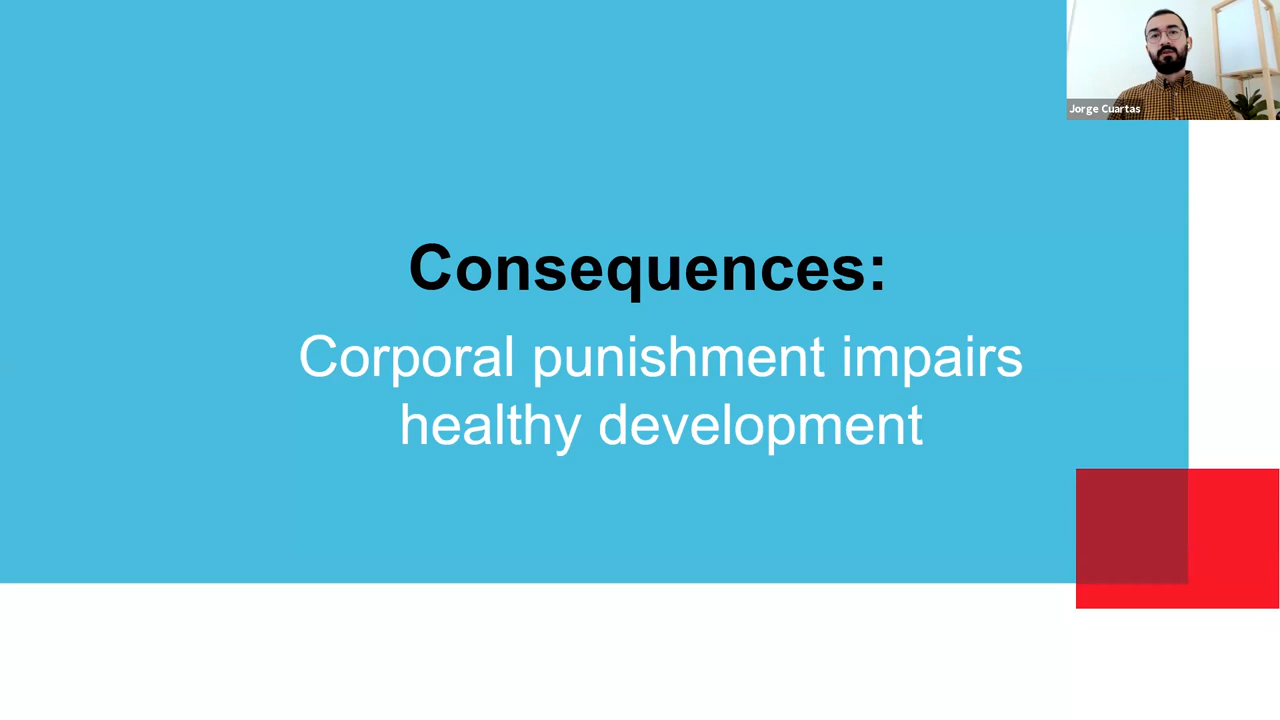 Jorge Cuartas
Consequences:
Corporal punishment impairs
healthy development